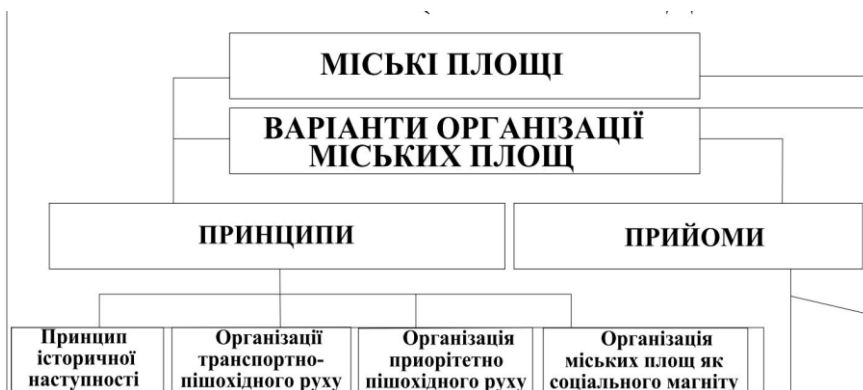 МІСЬКІ ПЛОЩІ
ВАРІАНТИ ОРГАНІЗАЦІЇ
МІСЬКИХ ПЛОЩ
ПРИНЦИПИ
ПРИЙОМИ
Принцип
історичної
наступності
Організації
транспортно-
пішохідного руху
Організація
приорітетно
пішохідного руху
Організація
міських площ як
соціального магніту